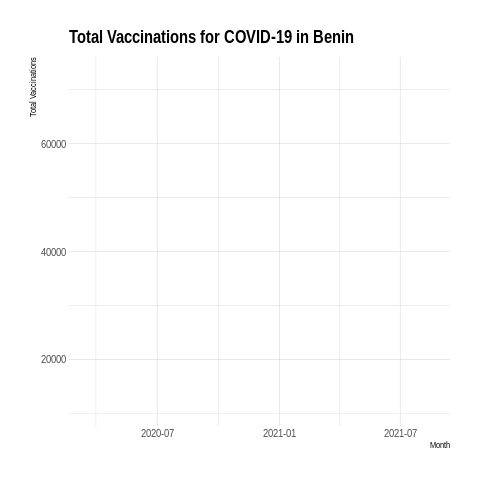 Total Vaccinations for COVID-19 in Benin
Total Vaccinations
60000
40000
20000
2020-07
2021-01
2021-07
Month